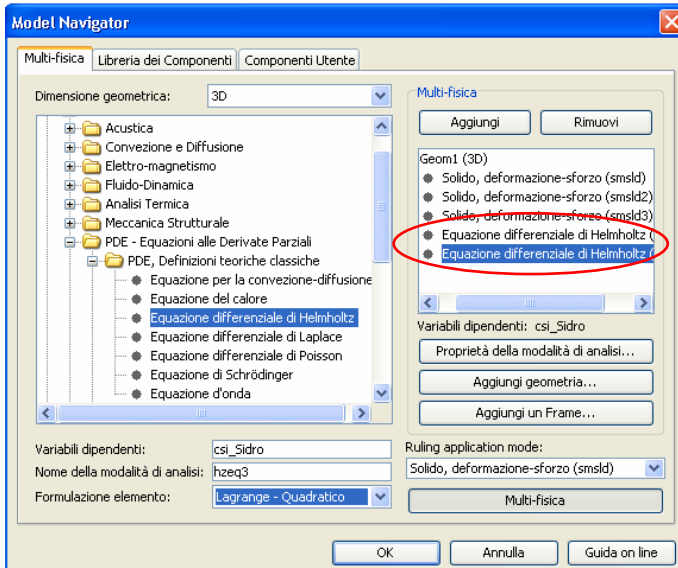 Model Navigator
Multi-fisica Libreria dei Componenti Componenti Utente
Dimensione geometrica: 3D
Acustica
Convezione e Diffusione
Elettro-magnetismo
Fluido-Dinamica
Analisi Termica
Meccanica Strutturale
PDE - Equazioni alle Derivate Parziali
PDE, Definizioni teoriche classiche
Equazione per la convezione-diffusione
Equazione del calore
Equazione differenziale di Helmholtz
Equazione differenziale di Laplace
Equazione differenziale di Poisson
Equazione di Schrödinger
Equazione d'onda
Variabili dipendenti: csi_Sidro
Nome della modalità di analisi: hzeq3
Formulazione elemento: Lagrange - Quadratico
Multi-fisica
Aggiungi Rimuovi
Geom1 (3D)
Solido, deformazione-sforzo (smsld)
Solido, deformazione-sforzo (smsld2)
Solido, deformazione-sforzo (smsld3)
Equazione differenziale di Helmholtz (
Equazione differenziale di Helmholtz (
Variabili dipendenti: csi_Sidro
Proprietà della modalità di analisi...
Aggiungi geometria...
Aggiungi un Frame...
Ruling application mode:
Solido, deformazione-sforzo (smsld)
Multi-fisica
OK Annulla Guida on line